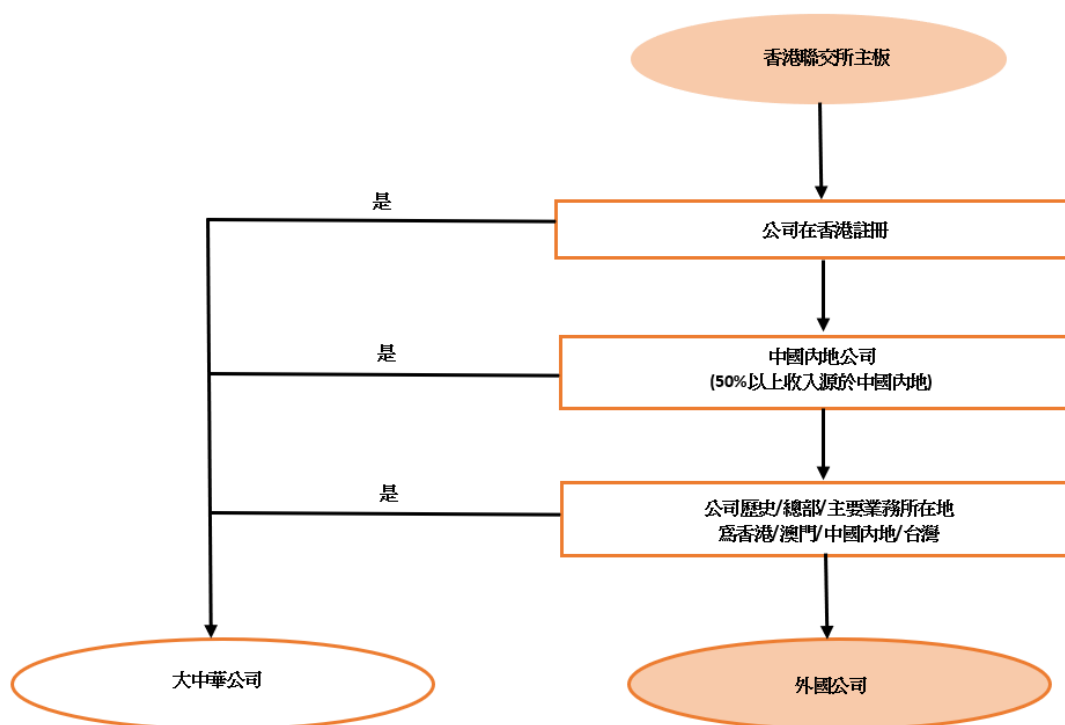 香港聯交所主板
是
公司在香港註冊
是
中國內地公司
(50%以上收入源於中國內地)
是
公司歷史/總部/主要業務所在地
爲香港/澳門/中國內地/台灣
大中華公司
外國公司